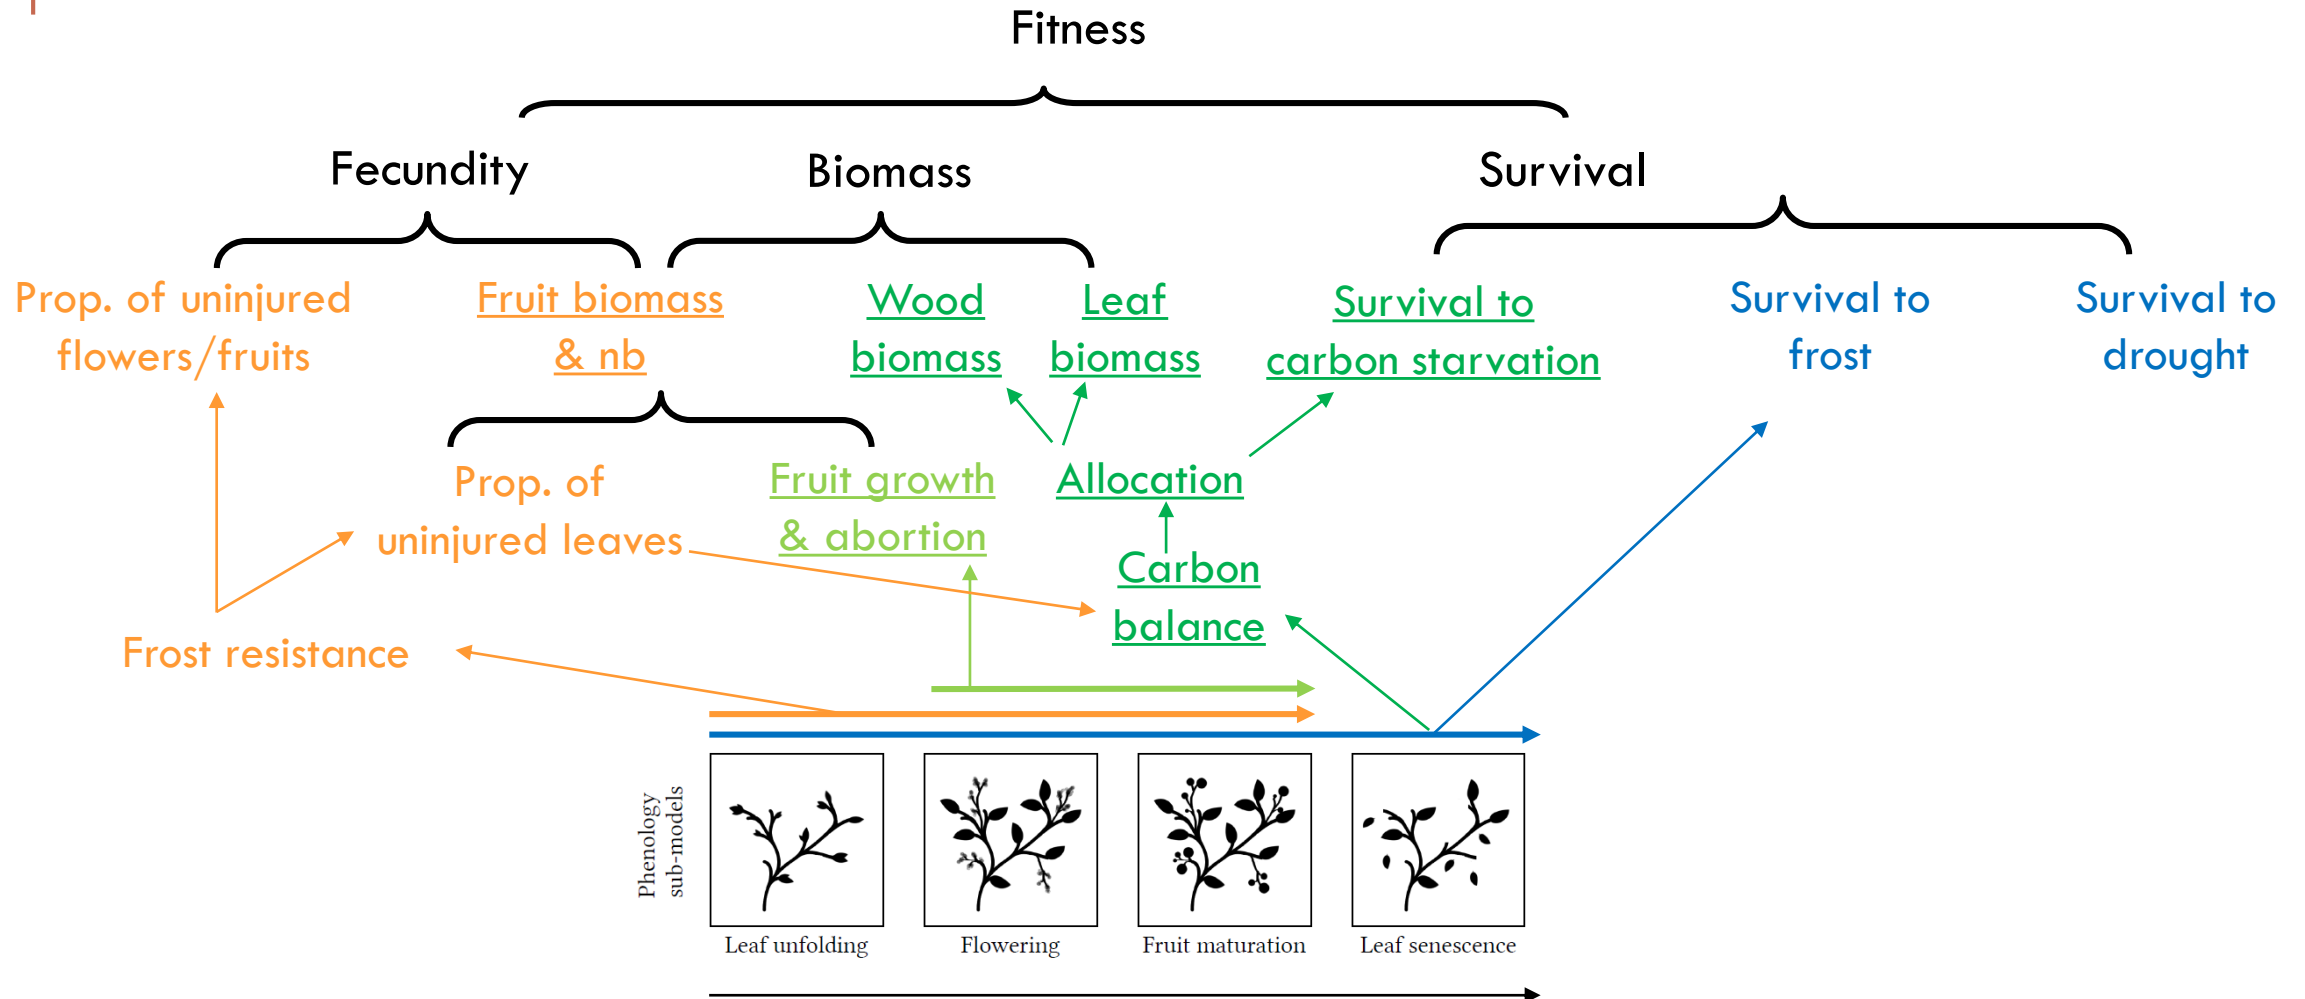 Fitness
Fecundity
Biomass
Survival
Prop. of uninjured
flowers/fruits
Fruit biomass
& nb
Wood
biomass
Leaf
biomass
Survival to
carbon starvation
Survival to
frost
Survival to
drought
Prop. of
uninjured leaves
Fruit growth
& abortion
Allocation
Carbon
balance
Frost resistance
Phenology
sub-models
Leaf unfolding
Flowering
Fruit maturation
Leaf senescence